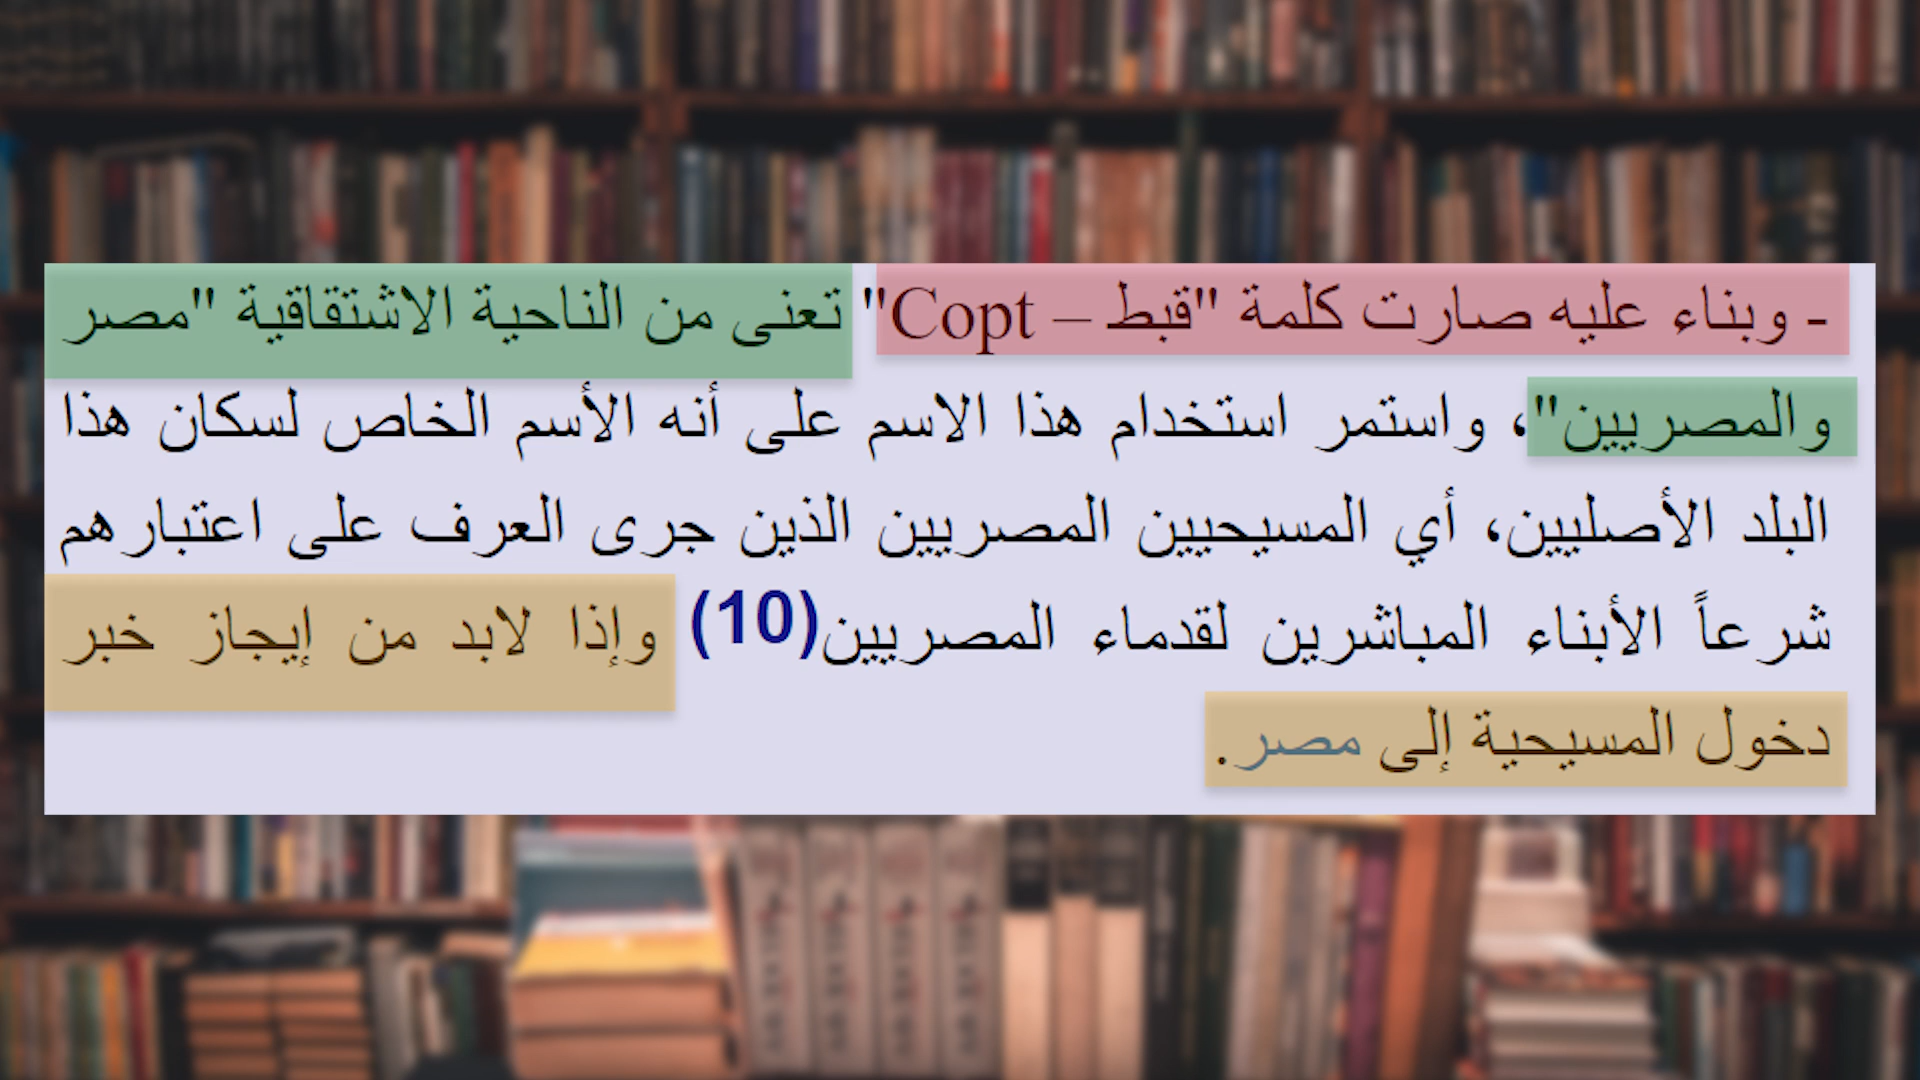 - وبناء عليه صارت كلمة "قبط – Copt" تعنى من الناحية الاشتقاقية "مصر
والمصريين"، واستمر استخدام هذا الاسم على أنه الأسم الخاص لسكان هذا
البلد الأصليين، أي المسيحيين المصريين الذين جرى العرف على اعتبارهم
شرعاً الأبناء المباشرين لقدماء المصريين(10) وإذا لابد من إيجاز خبر
دخول المسيحية إلى مصر.